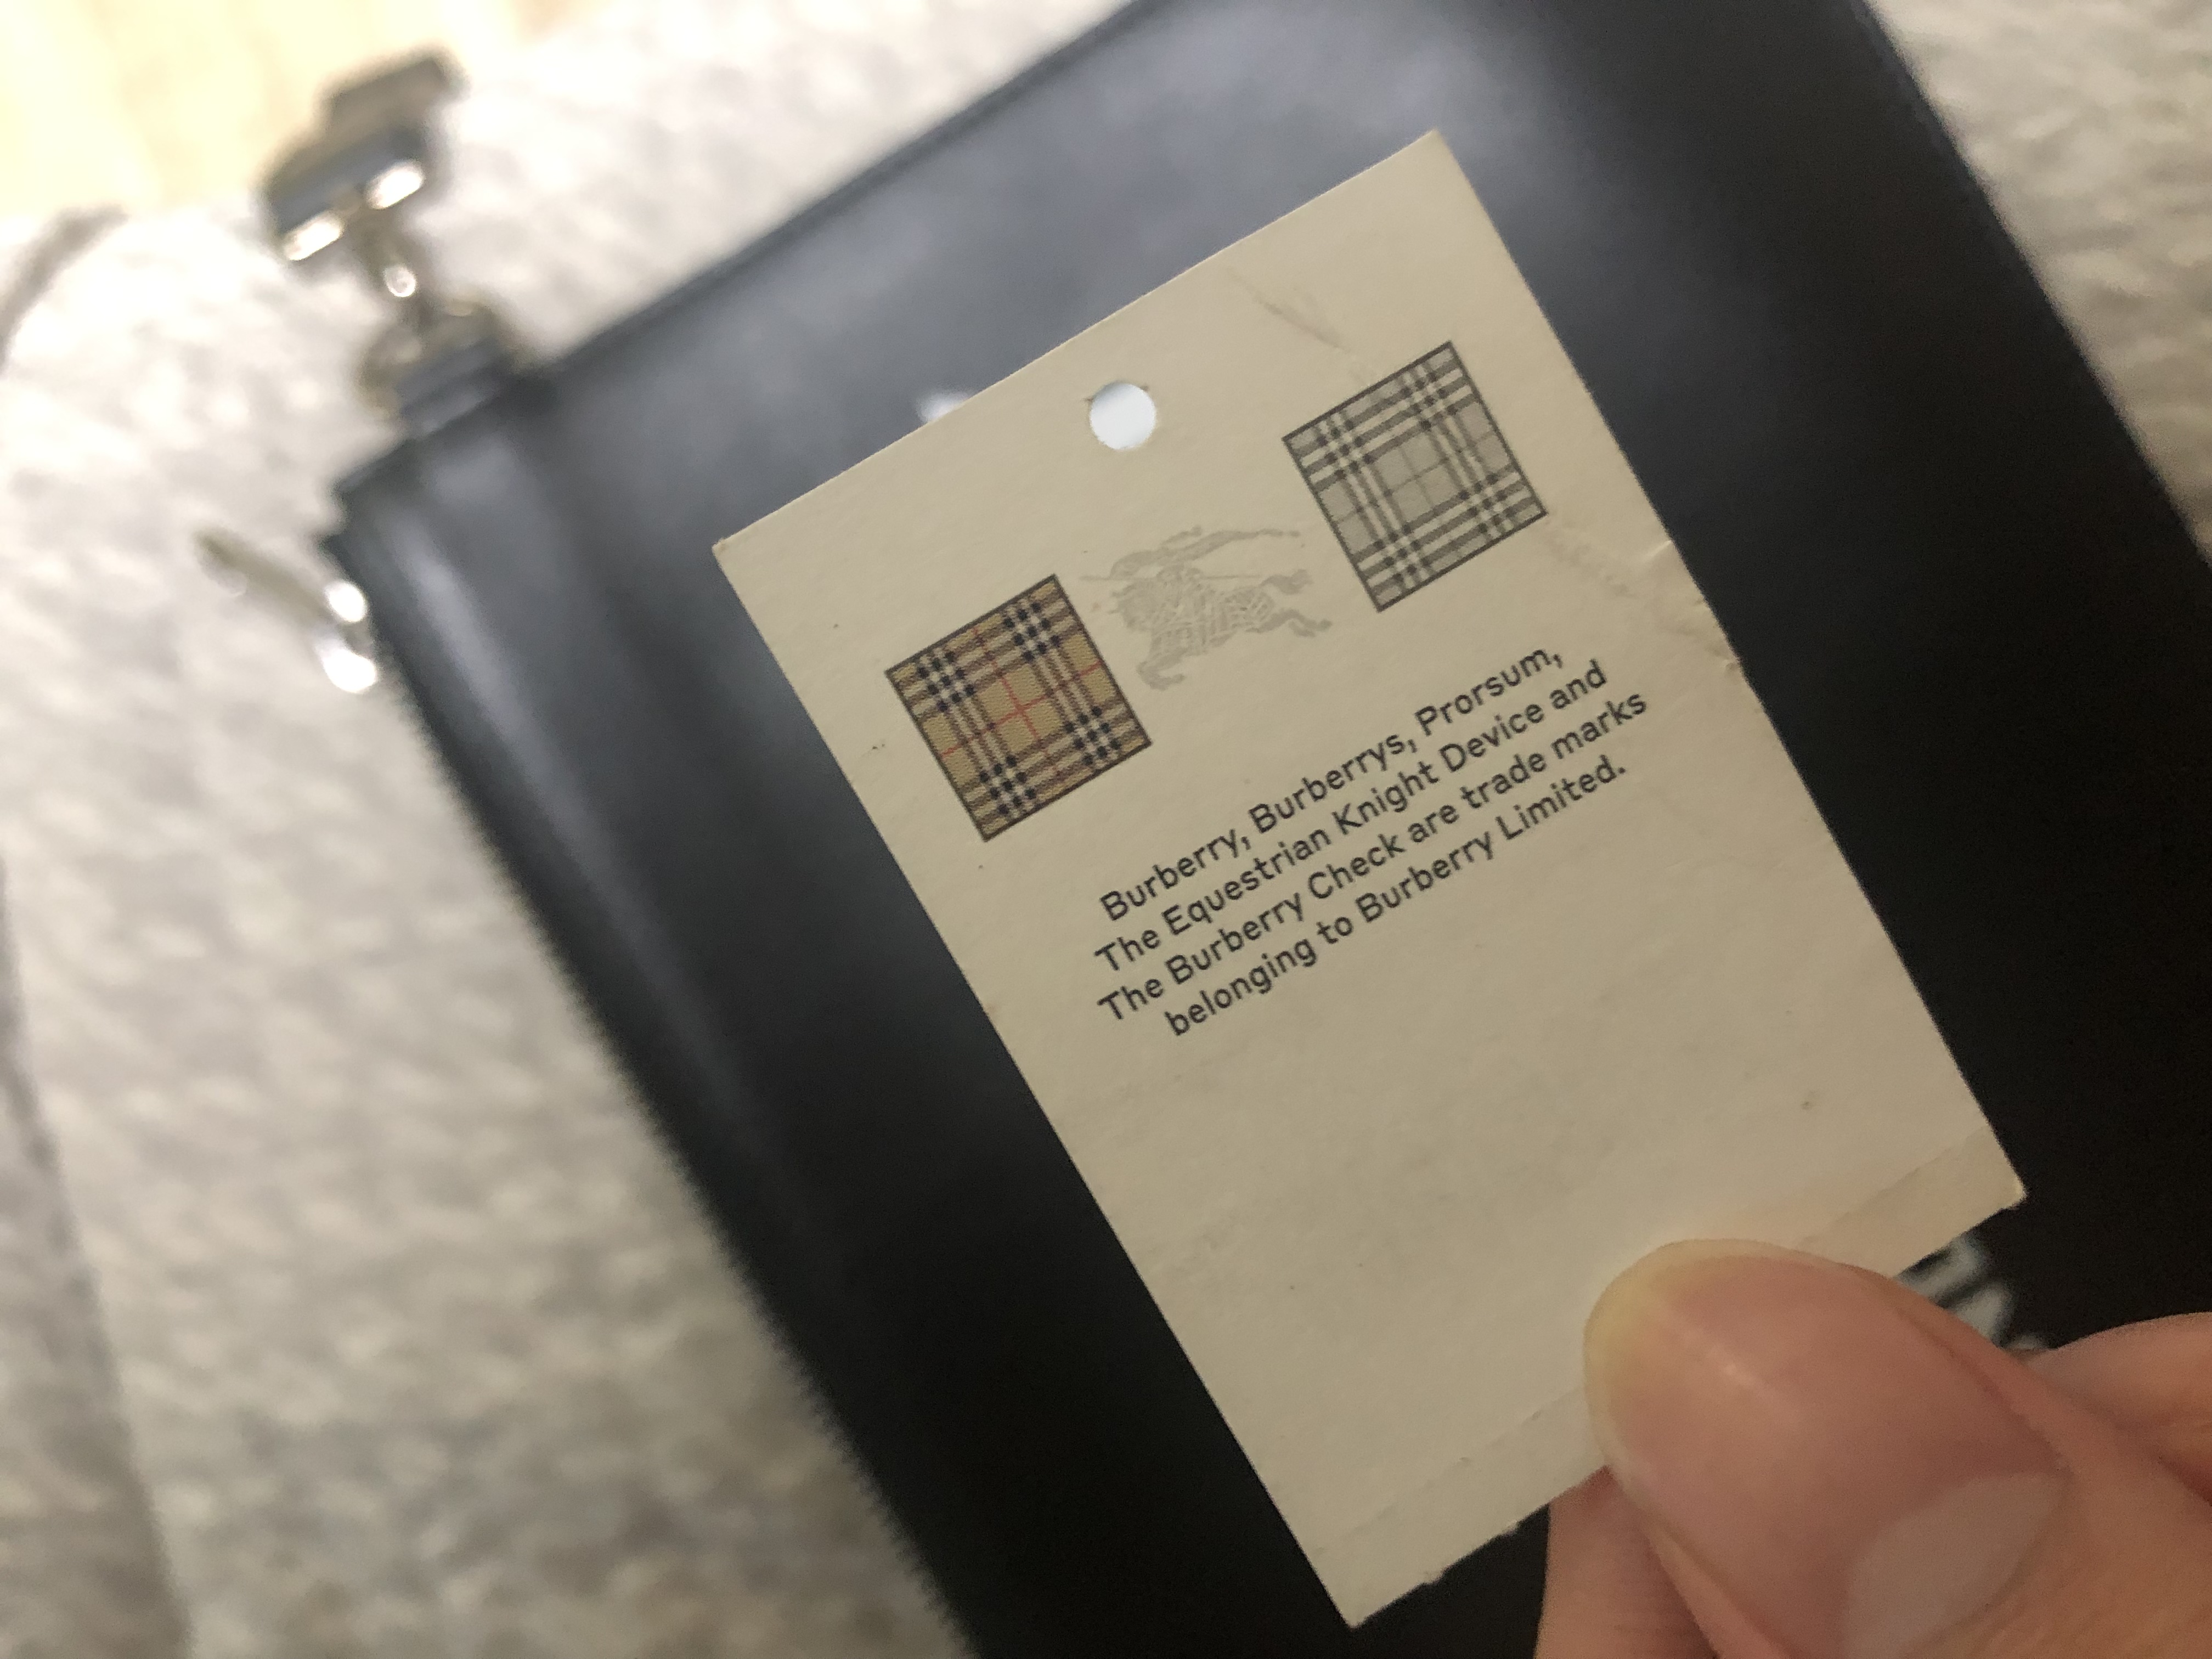 Burberry, Burberrys, Prorsum,
The Equestrian Knight Device and
The Burberry Check are trade marks
belonging to Burberry Limited.